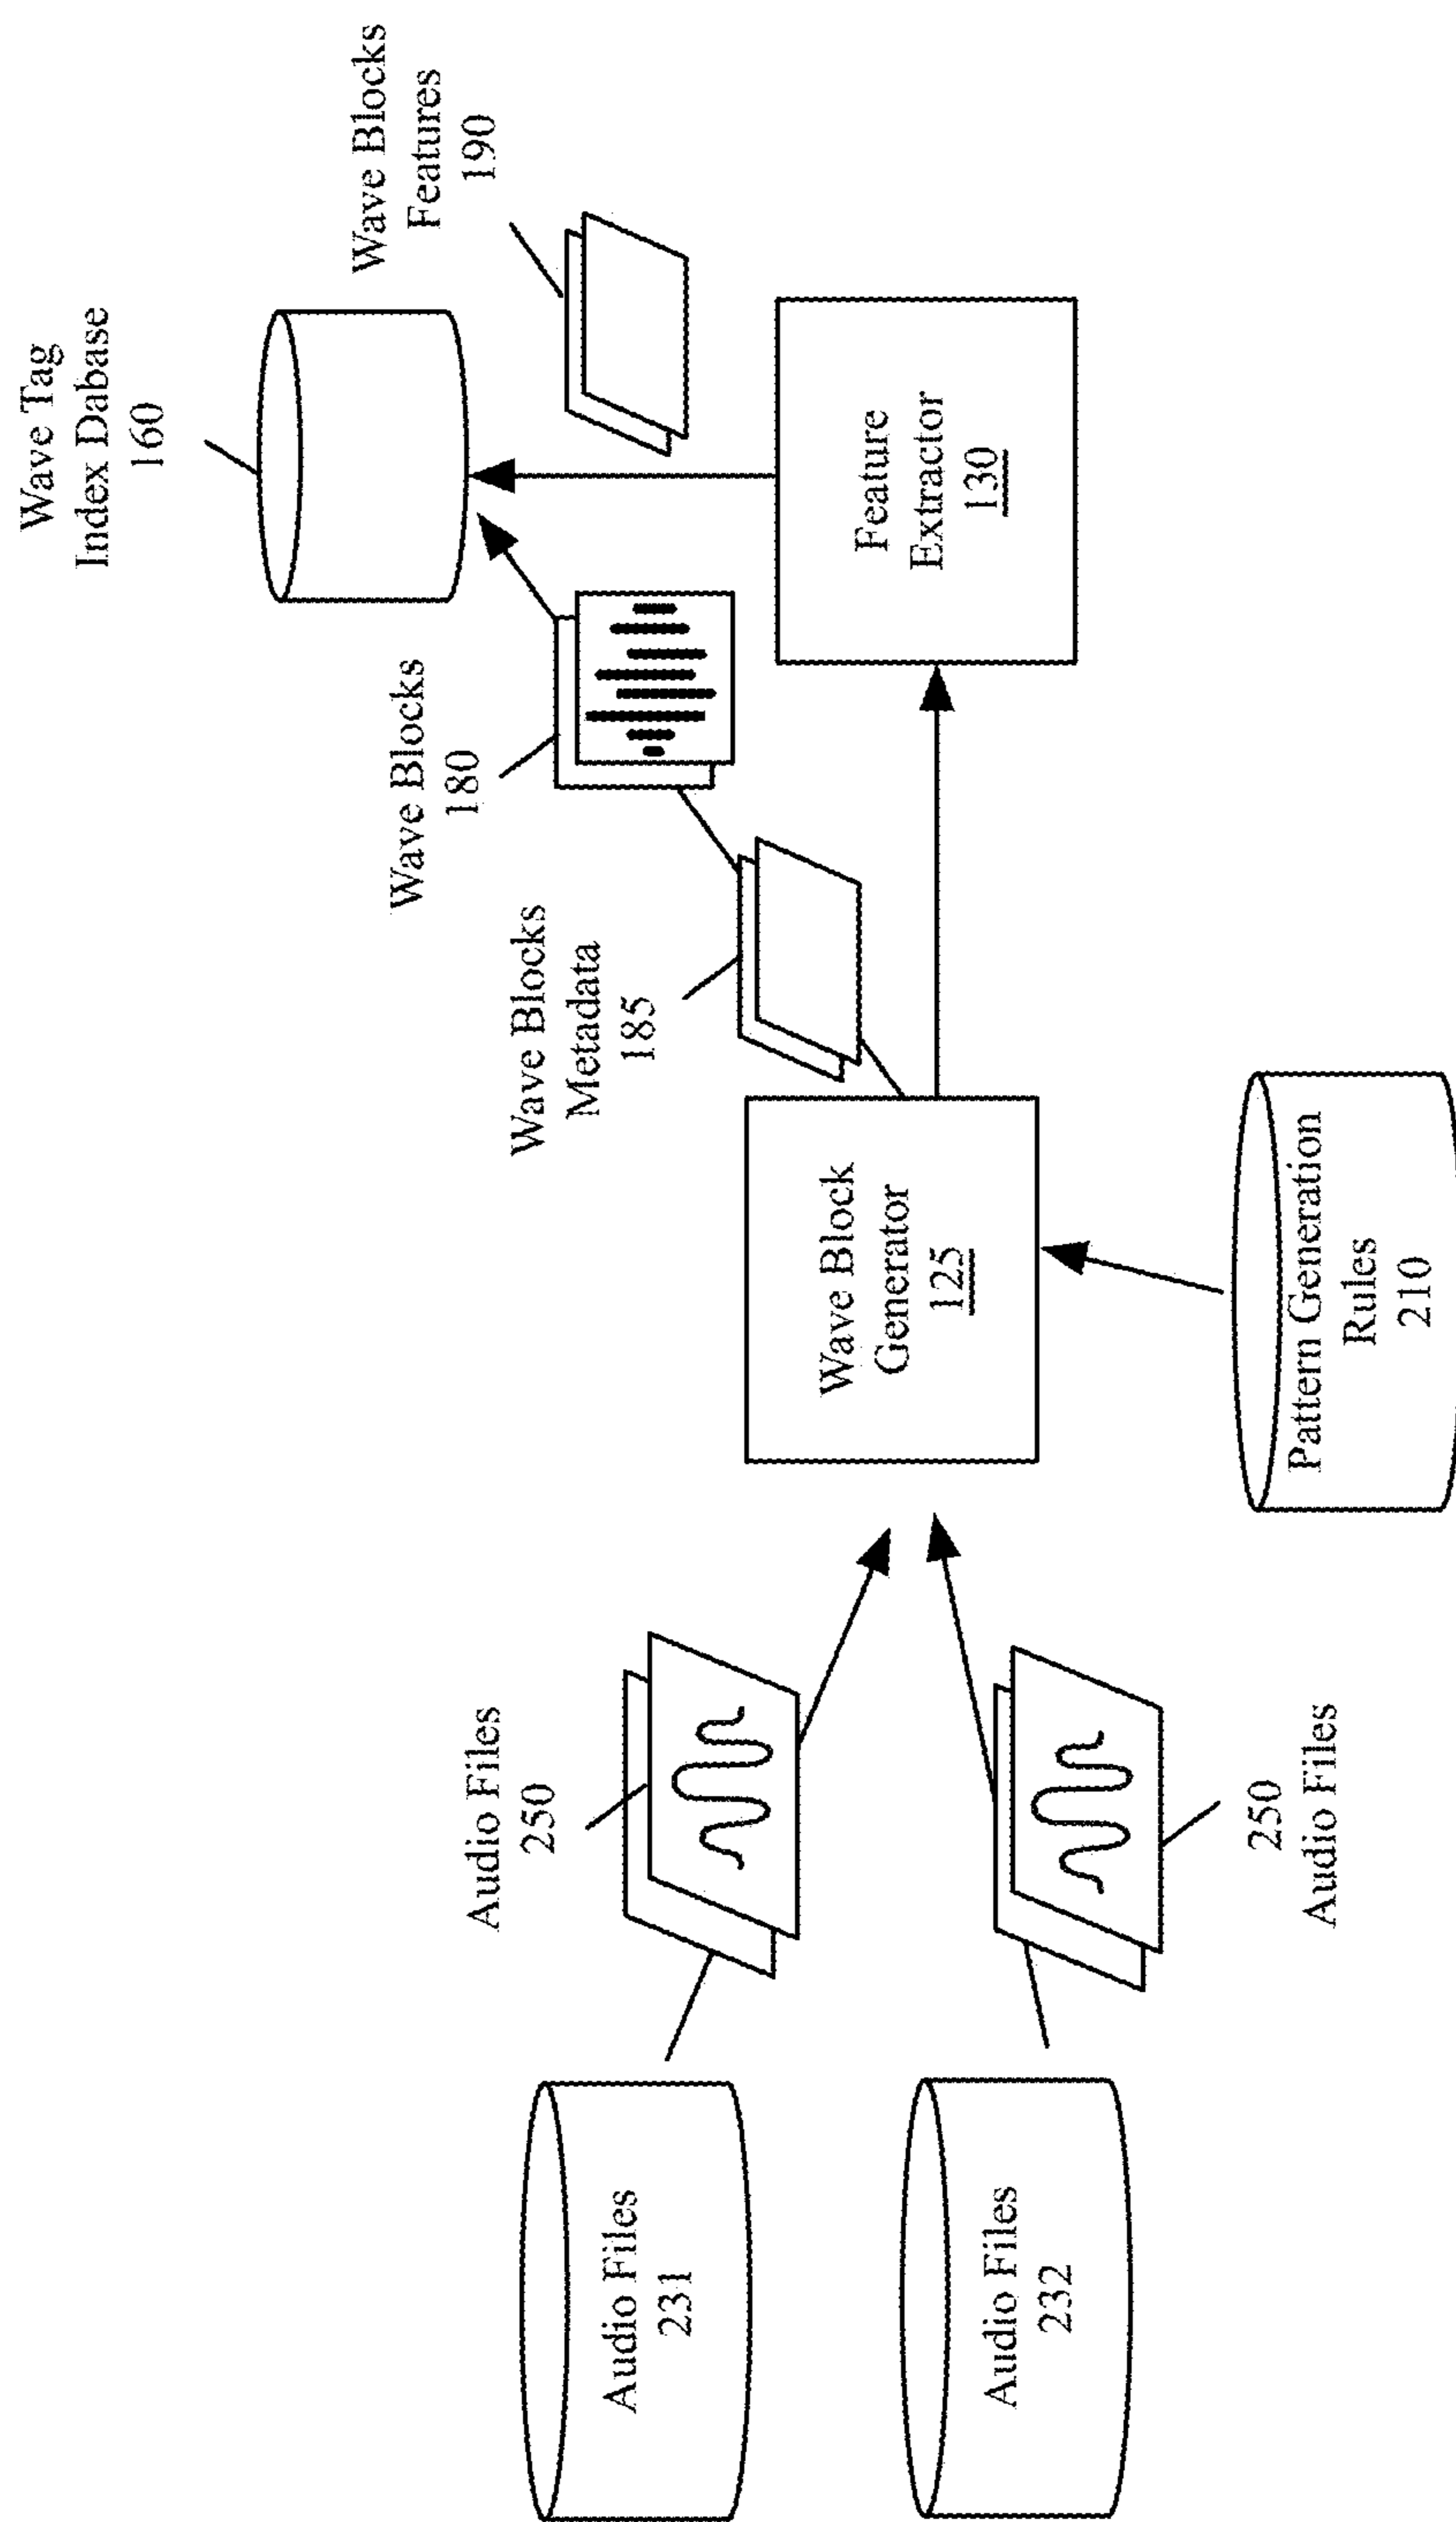 Wave Tag
Index Dabase
160
Wave Blocks
Features
190
Wave Blocks
180
Wave Blocks
Metadata
185
Feature
Extractor
130
Wave Block
Generator
125
Pattern Generation
Rules
210
Audio Files
250
250
Audio Files
Audio Files
231
Audio Files
232